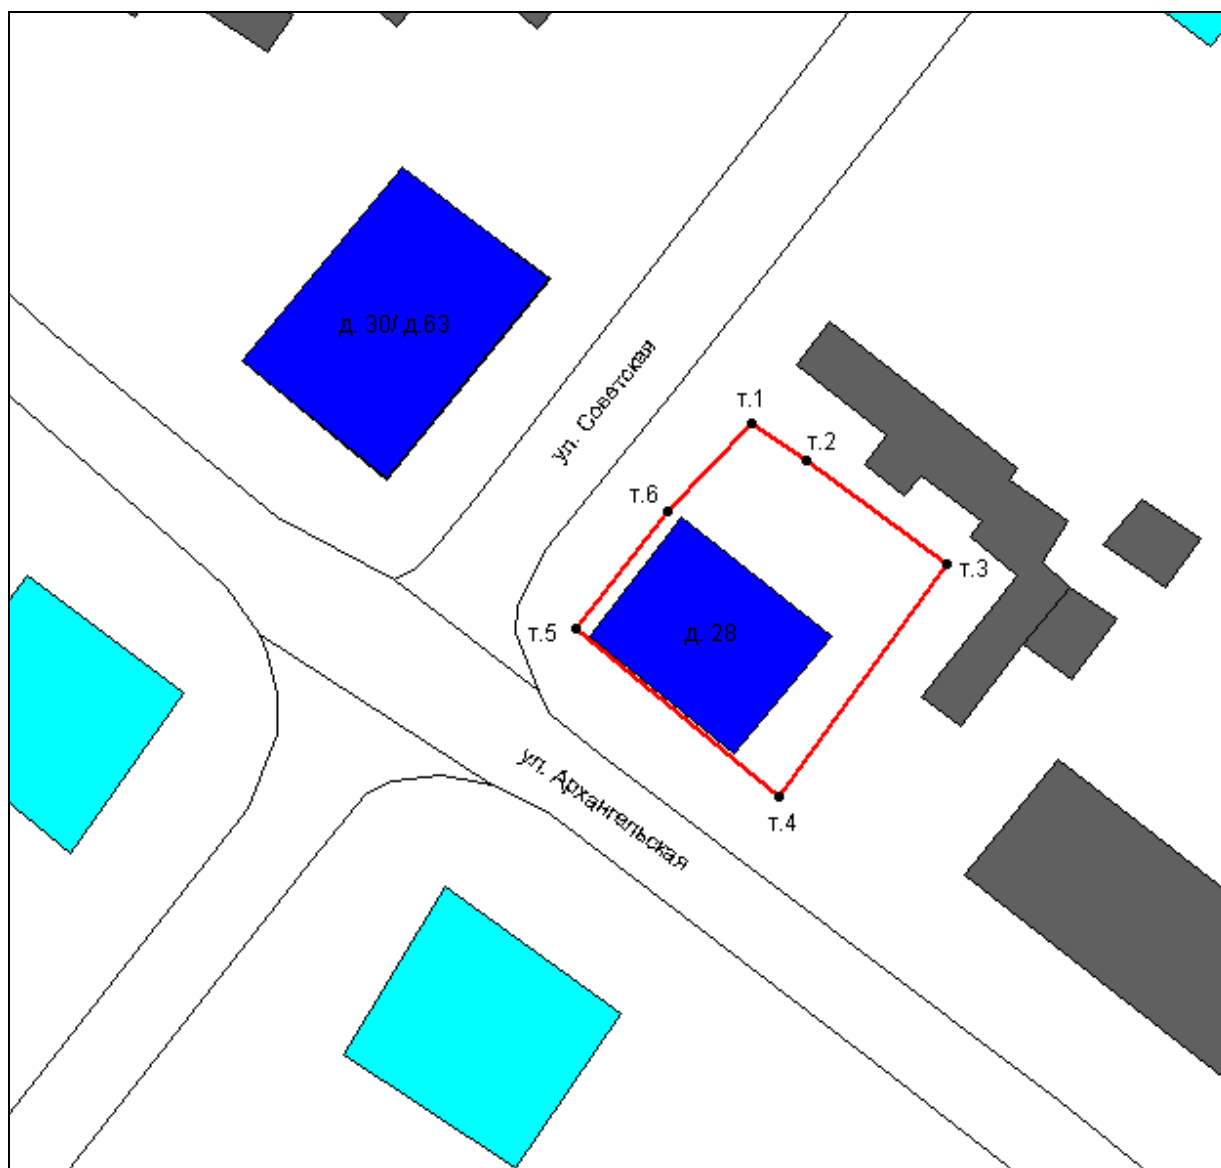 д. 30/ д.63
ул. Советская
т.1
т.2
т.6
т.3
т.5
д. 28
ул. Архангельская
т.4